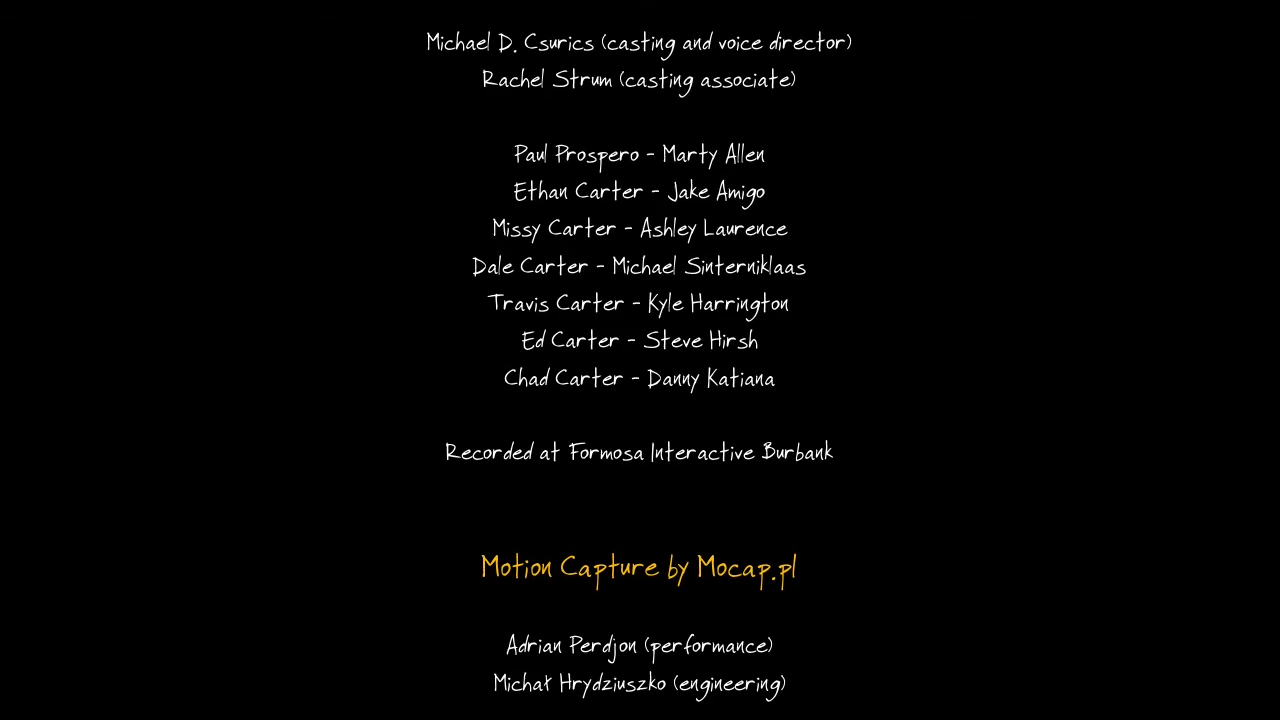 Michael D. Csurics (casting and voice director)
Rachel Strum (casting associate)
Paul Prospero - Marty Allen
Ethan Carter - Jake Amigo
Missy Carter - Ashley Laurence
Dale Carter - Michael Sinterniklaas
Travis Carter - Kyle Harrington
Ed Carter - Steve Hirsh
Chad Carter - Danny Katiana
Recorded at Formosa Interactive Burbank
Motion Capture by Mocap.pl
Adrian Perdjon (performance)
Michał Hrydziuszko (engineering)